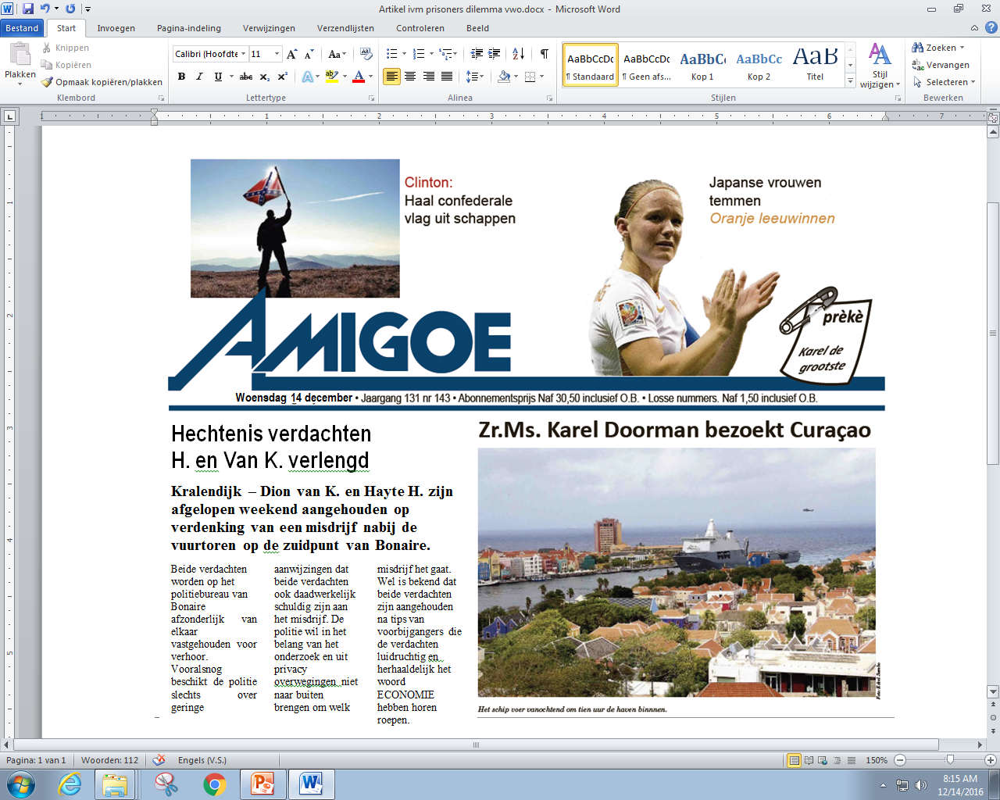 Artikel ivm prisoners dilemma vwo.docx - Microsoft Word
Bestand Start Invoegen Pagina-indeling Verwijzingen Verzendlijsten Controleren Beeld
Plakken
Knippen
Kopiëren
Opmaak kopiëren/plakken
Klembord
Calibri (Hoofdte 11
Lettertype
Alinea
AaBbCcDc AaBbCcDc AaBbC AaBbCc AaB
¶ Standaard ¶ Geen afs... Kop 1 Kop 2 Titel
Stijlen
Stijl
wijzigen
Zoeken
Vervangen
Selecteren
Bewerken
Clinton:
Haal confederale
vlag uit schappen
Japanse vrouwen
temmen
Oranje leeuwinnen
prèkè
Karel de
grootste
AMIGOE
Woensdag 14 december • Jaargang 131 nr 143 • Abonnementsprijs Naf 30,50 inclusief O.B. • Losse nummers. Naf 1,50 inclusief O.B.
Hechtenis verdachten
H. en Van K. verlengd
Kralendijk – Dion van K. en Hayte H. zijn
afgelopen weekend aangehouden op
verdenking van een misdrijf nabij de
vuurtoren op de zuidpunt van Bonaire.
Beide verdachten
worden op het
politiebureau van
Bonaire
afzonderlijk van
elkaar
vastgehouden voor
verhoor.
Vooralsnog
beschikt de politie
slechts over
geringe
aanwijzingen dat
beide verdachten
ook daadwerkelijk
schuldig zijn aan
het misdrijf. De
politie wil in het
belang van het
onderzoek en uit
privacy
overwegingen niet
naar buiten
brengen om welk
misdrijf het gaat.
Wel is bekend dat
beide verdachten
zijn aangehouden
na tips van
voorbijgangers die
de verdachten
luidruchtig en
herhaaldelijk het
woord
ECONOMIE
hebben horen
roepen.
Zr.Ms. Karel Doorman bezoekt Curaçao
Het schip voer vanochtend om tien uur de haven binnnen.
Pagina: 1 van 1 Woorden: 112 Engels (V.S.) 150%
8:15 AM
12/14/2016